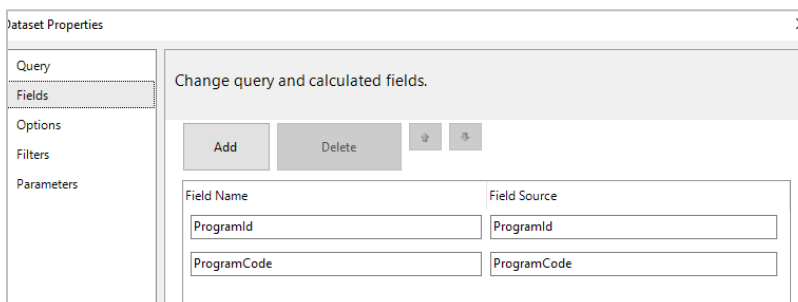 Dataset Properties
Query
Fields
Options
Filters
Parameters
Change query and calculated fields.
Add Delete
Field Name Field Source
ProgramId ProgramId
ProgramCode ProgramCode